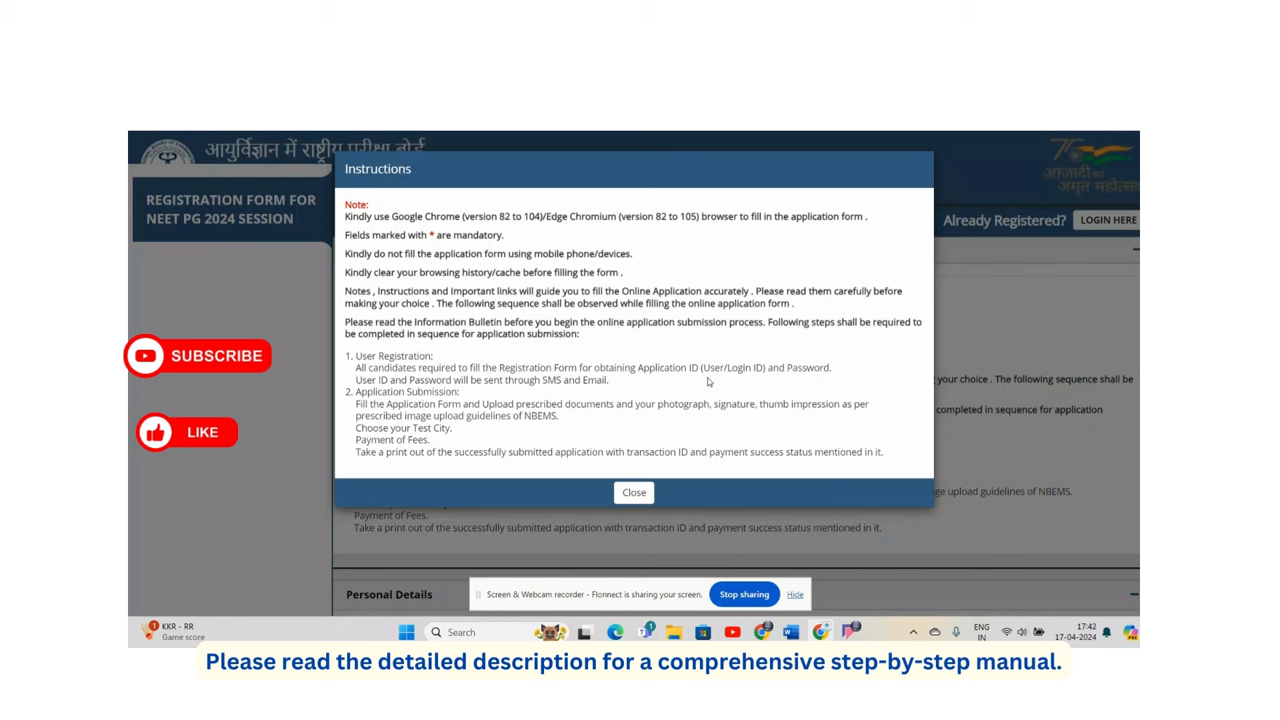 आयुर्विज्ञान में राष्ट्रीय परीक्षा बोर्ड
75
आज़ादी का
अमृत महोत्सव
Instructions
REGISTRATION FORM FOR
NEET PG 2024 SESSION
Already Registered?
LOGIN HERE
Note:
Kindly use Google Chrome (version 82 to 104)/Edge Chromium (version 82 to 105) browser to fill in the application form .
Fields marked with * are mandatory.
Kindly do not fill the application form using mobile phone/devices.
Kindly clear your browsing history/cache before filling the form .
Notes , Instructions and Important links will guide you to fill the Online Application accurately . Please read them carefully before
making your choice . The following sequence shall be observed while filling the online application form .
Please read the Information Bulletin before you begin the online application submission process. Following steps shall be required to
be completed in sequence for application submission:
1. User Registration:
All candidates required to fill the Registration Form for obtaining Application ID (User/Login ID) and Password.
User ID and Password will be sent through SMS and Email.
2. Application Submission:
Fill the Application Form and Upload prescribed documents and your photograph, signature, thumb impression as per
prescribed image upload guidelines of NBEMS.
Choose your Test City.
Payment of Fees.
Take a print out of the successfully submitted application with transaction ID and payment success status mentioned in it.
Close
SUBSCRIBE
LIKE
your choice . The following sequence shall be
completed in sequence for application
ge upload guidelines of NBEMS.
Payment of Fees.
Take a print out of the successfully submitted application with transaction ID and payment success status mentioned in it.
Personal Details
Screen & Webcam recorder - Flonnect is sharing your screen.
Stop sharing
Hide
KKR - RR
Game score
Search
ENG
IN
17:42
17-04-2024
Please read the detailed description for a comprehensive step-by-step manual.